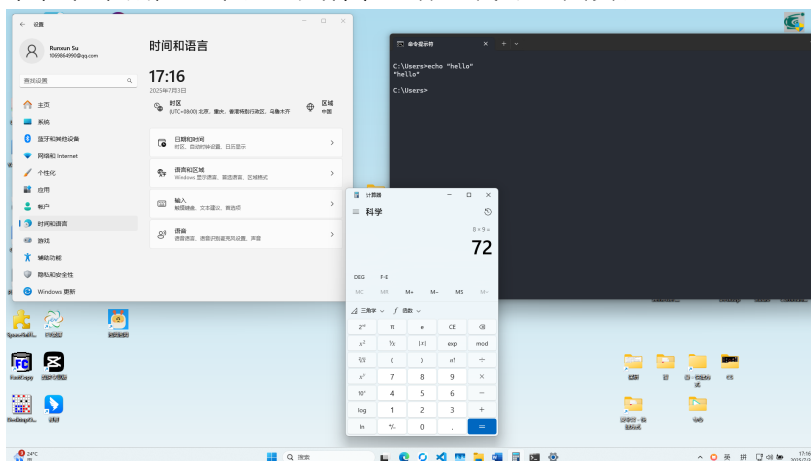 设置
Runxun Su
1069864990@qq.com
查找设置
主页
系统
蓝牙和其他设备
网络和 Internet
个性化
应用
帐户
时间和语言
游戏
辅助功能
隐私和安全性
Windows 更新
时间和语言
17:16
2025年7月3日
时区
(UTC+08:00) 北京，重庆，香港特别行政区，乌鲁木齐
区域
中国
日期和时间
时区、自动时钟设置、日历显示
语言和区域
Windows 显示语言、首选语言、区域格式
输入
触摸键盘、文本建议、首选项
语音
语音语言、语音识别麦克风设置、声音
命令提示符
C:\Users>echo "hello"
"hello"
C:\Users>
计算器
科学
8 × 9 =
72
DEG F-E
MC MR M+ M- MS M~
三角学 函数
π e CE
|x| exp mod
( ) n! ÷
7 8 9 ×
4 5 6 −
log 1 2 3 +
ln +/- 0 . =
24°C
搜索
英 拼